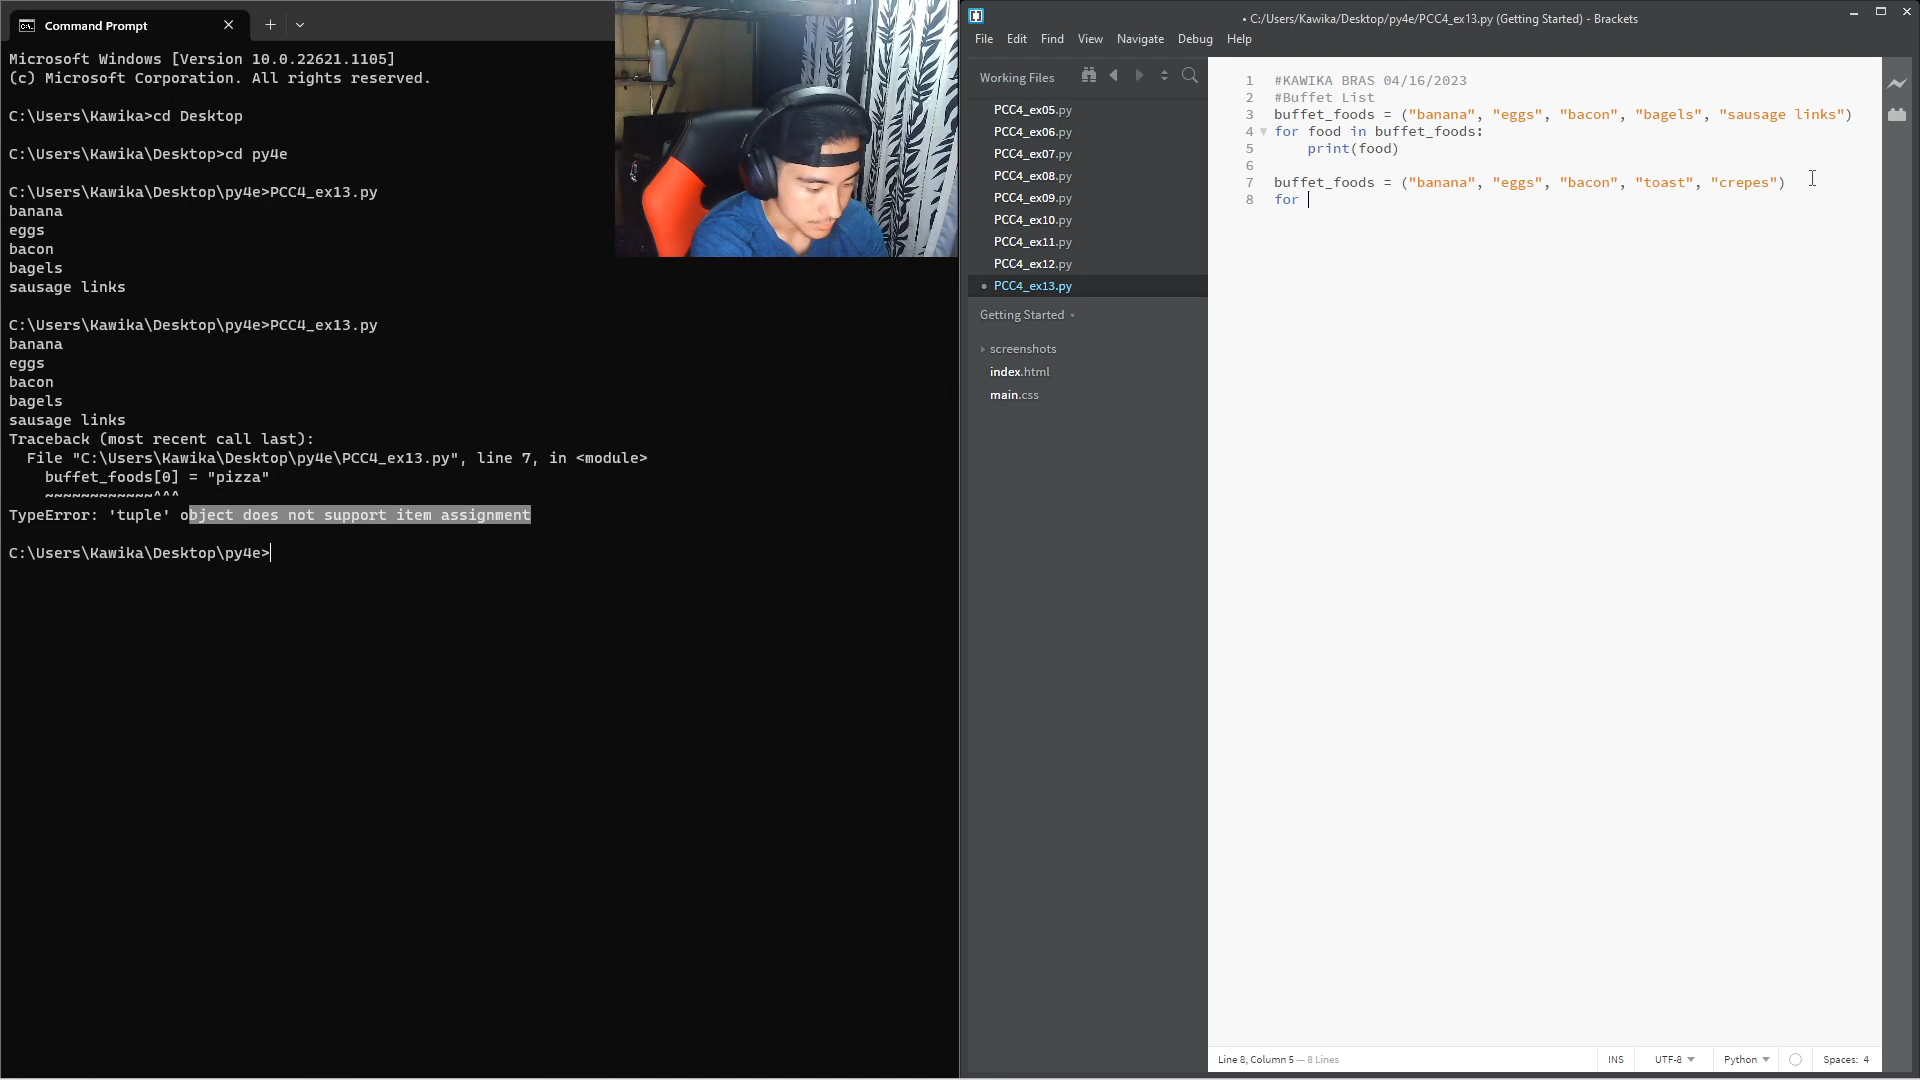 Command Prompt
Microsoft Windows [Version 10.0.22621.1105]
(c) Microsoft Corporation. All rights reserved.
C:\Users\Kawika>cd Desktop
C:\Users\Kawika\Desktop>cd py4e
C:\Users\Kawika\Desktop\py4e>PCC4_ex13.py
banana
eggs
bacon
bagels
sausage links
C:\Users\Kawika\Desktop\py4e>PCC4_ex13.py
banana
eggs
bacon
bagels
sausage links
Traceback (most recent call last):
File "C:\Users\Kawika\Desktop\py4e\PCC4_ex13.py", line 7, in <module>
buffet_foods[0] = "pizza"
~~~~~~~~~~~~^^^
TypeError: 'tuple' object does not support item assignment
C:\Users\Kawika\Desktop\py4e>
• C:/Users/Kawika/Desktop/py4e/PCC4_ex13.py (Getting Started) - Brackets
File Edit Find View Navigate Debug Help
Working Files
PCC4_ex05.py
PCC4_ex06.py
PCC4_ex07.py
PCC4_ex08.py
PCC4_ex09.py
PCC4_ex10.py
PCC4_ex11.py
PCC4_ex12.py
PCC4_ex13.py
Getting Started
screenshots
index.html
main.css
1 #KAWIKA BRAS 04/16/2023
2 #Buffet List
3 buffet_foods = ("banana", "eggs", "bacon", "bagels", "sausage links")
4 for food in buffet_foods:
5 print(food)
6
7 buffet_foods = ("banana", "eggs", "bacon", "toast", "crepes")
8 for
Line 8, Column 5 — 8 Lines
INS UTF-8 Python Spaces: 4